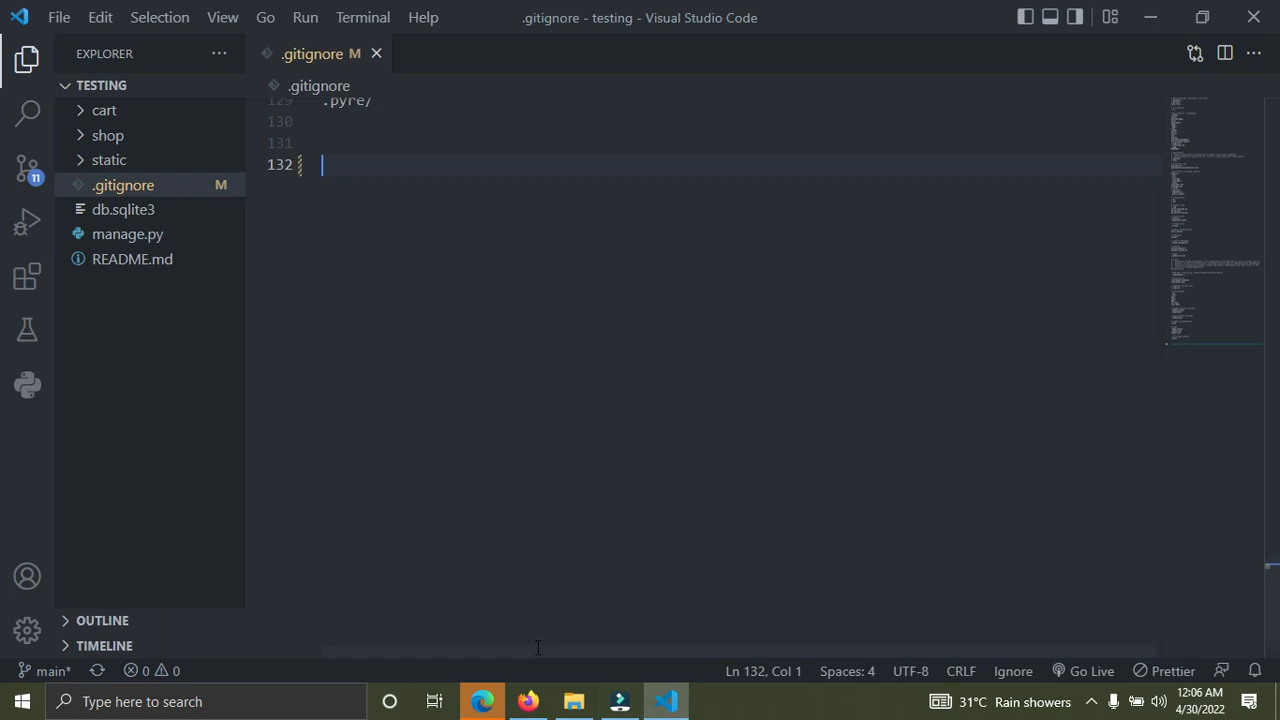 File Edit Selection View Go Run Terminal Help .gitignore - testing - Visual Studio Code
EXPLORER
.gitignore M
TESTING
.gitignore
cart
129 .pyre/
130
shop
131
static
132
.gitignore M
db.sqlite3
manage.py
README.md
11
OUTLINE
TIMELINE
main* 0 0 Ln 132, Col 1 Spaces: 4 UTF-8 CRLF Ignore Go Live Prettier
Type here to search
31°C Rain showers
12:06 AM
4/30/2022